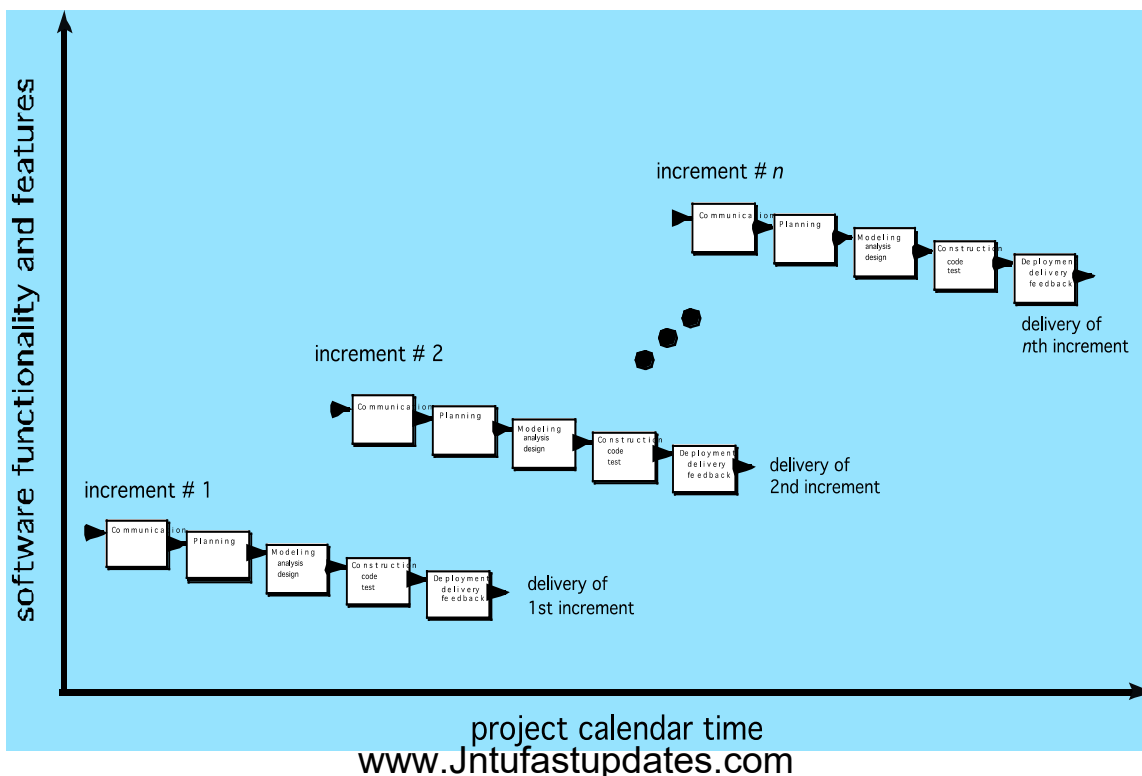 software functionality and features
increment # n
Communication
Planning
Modeling
analysis
design
Construction
code
test
Deployment
delivery
feedback
delivery of
nth increment
increment # 2
Communication
Planning
Modeling
analysis
design
Construction
code
test
Deployment
delivery
feedback
delivery of
2nd increment
increment # 1
Communication
Planning
Modeling
analysis
design
Construction
code
test
Deployment
delivery
feedback
delivery of
1st increment
project calendar time
www.Jntufastupdates.com